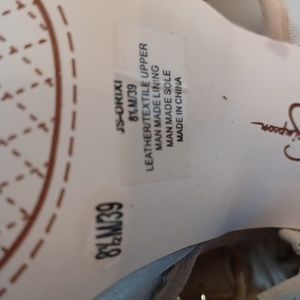 JS-ORIXI
8½M/39
LEATHER/TEXTILE UPPER
MAN MADE LINING
MAN MADE SOLE
MADE IN CHINA
8½M/39